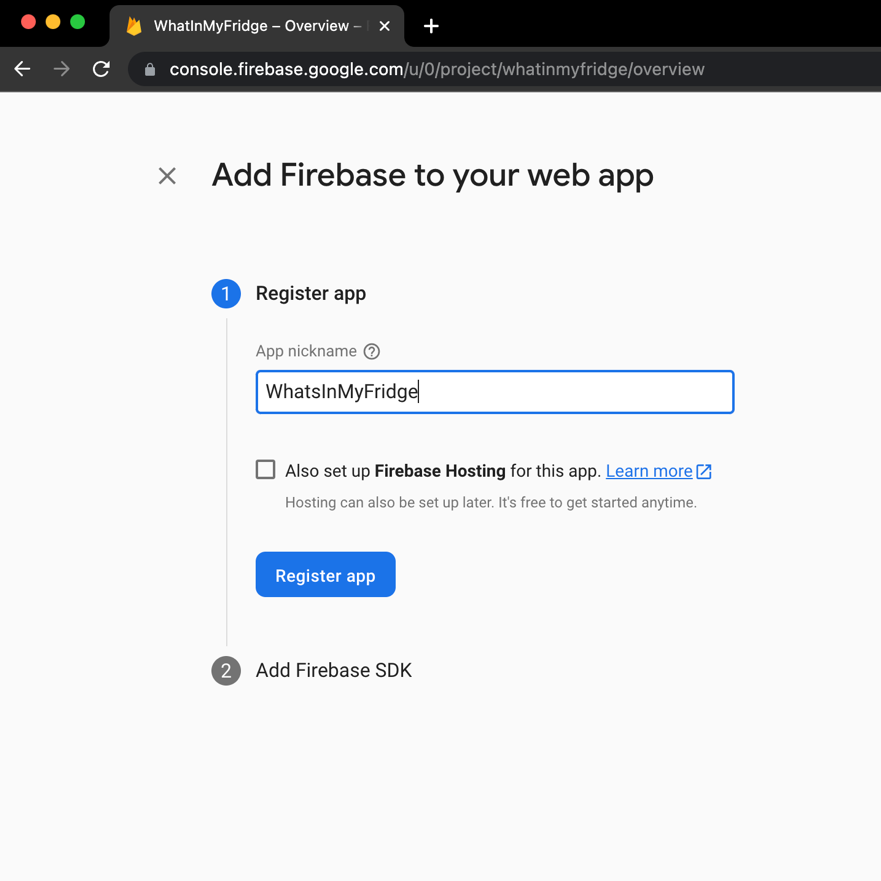 WhatInMyFridge – Overview –
console.firebase.google.com/u/0/project/whatinmyfridge/overview
Add Firebase to your web app
1 Register app
App nickname ?
WhatsInMyFridge
Also set up Firebase Hosting for this app. Learn more
Hosting can also be set up later. It's free to get started anytime.
Register app
2 Add Firebase SDK